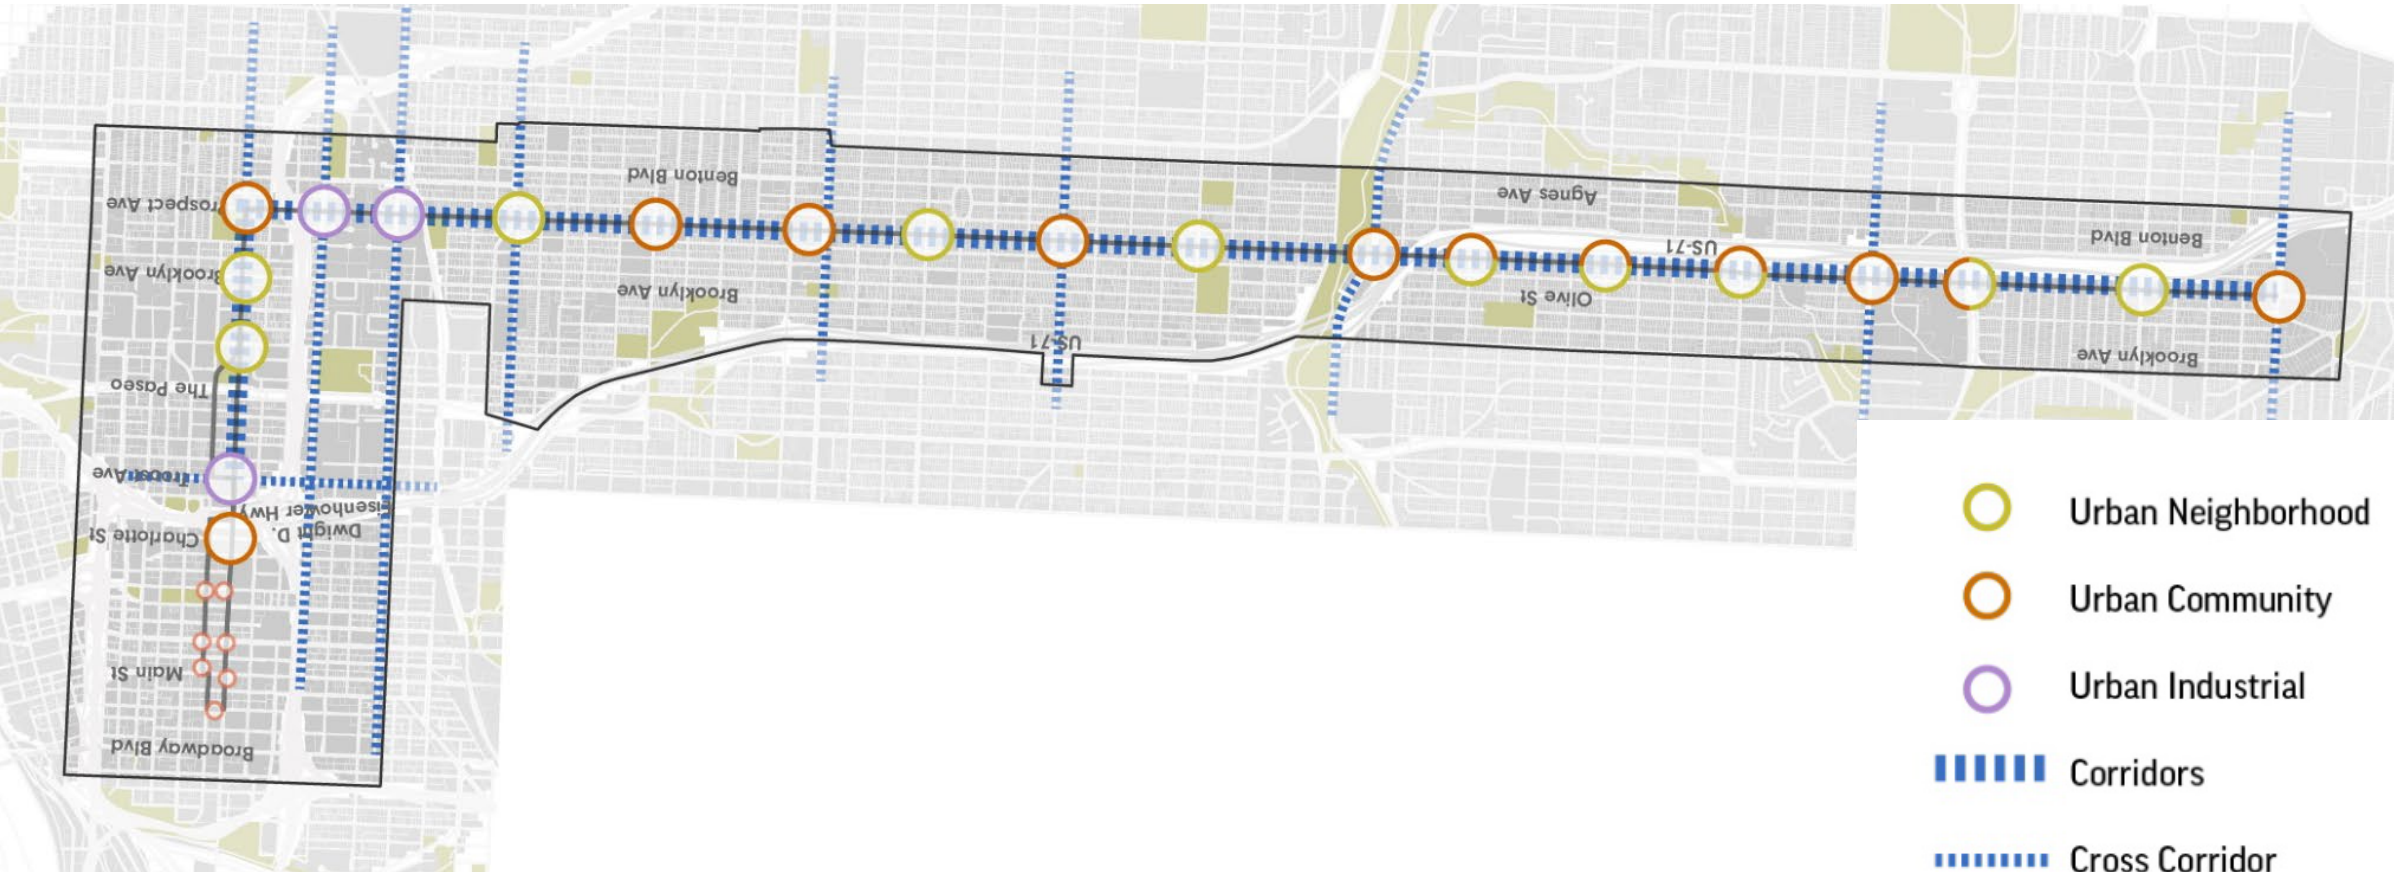 Benton Blvd
Agnes Ave
Prospect Ave
US-71
Benton Blvd
Brooklyn Ave
Brooklyn Ave
Olive St
US-71
Brooklyn Ave
The Paseo
Troost Ave
Dwight D.
Eisenhower Hwy
Charlotte St
Main St
Broadway Blvd
Urban Neighborhood
Urban Community
Urban Industrial
Corridors
Cross Corridor